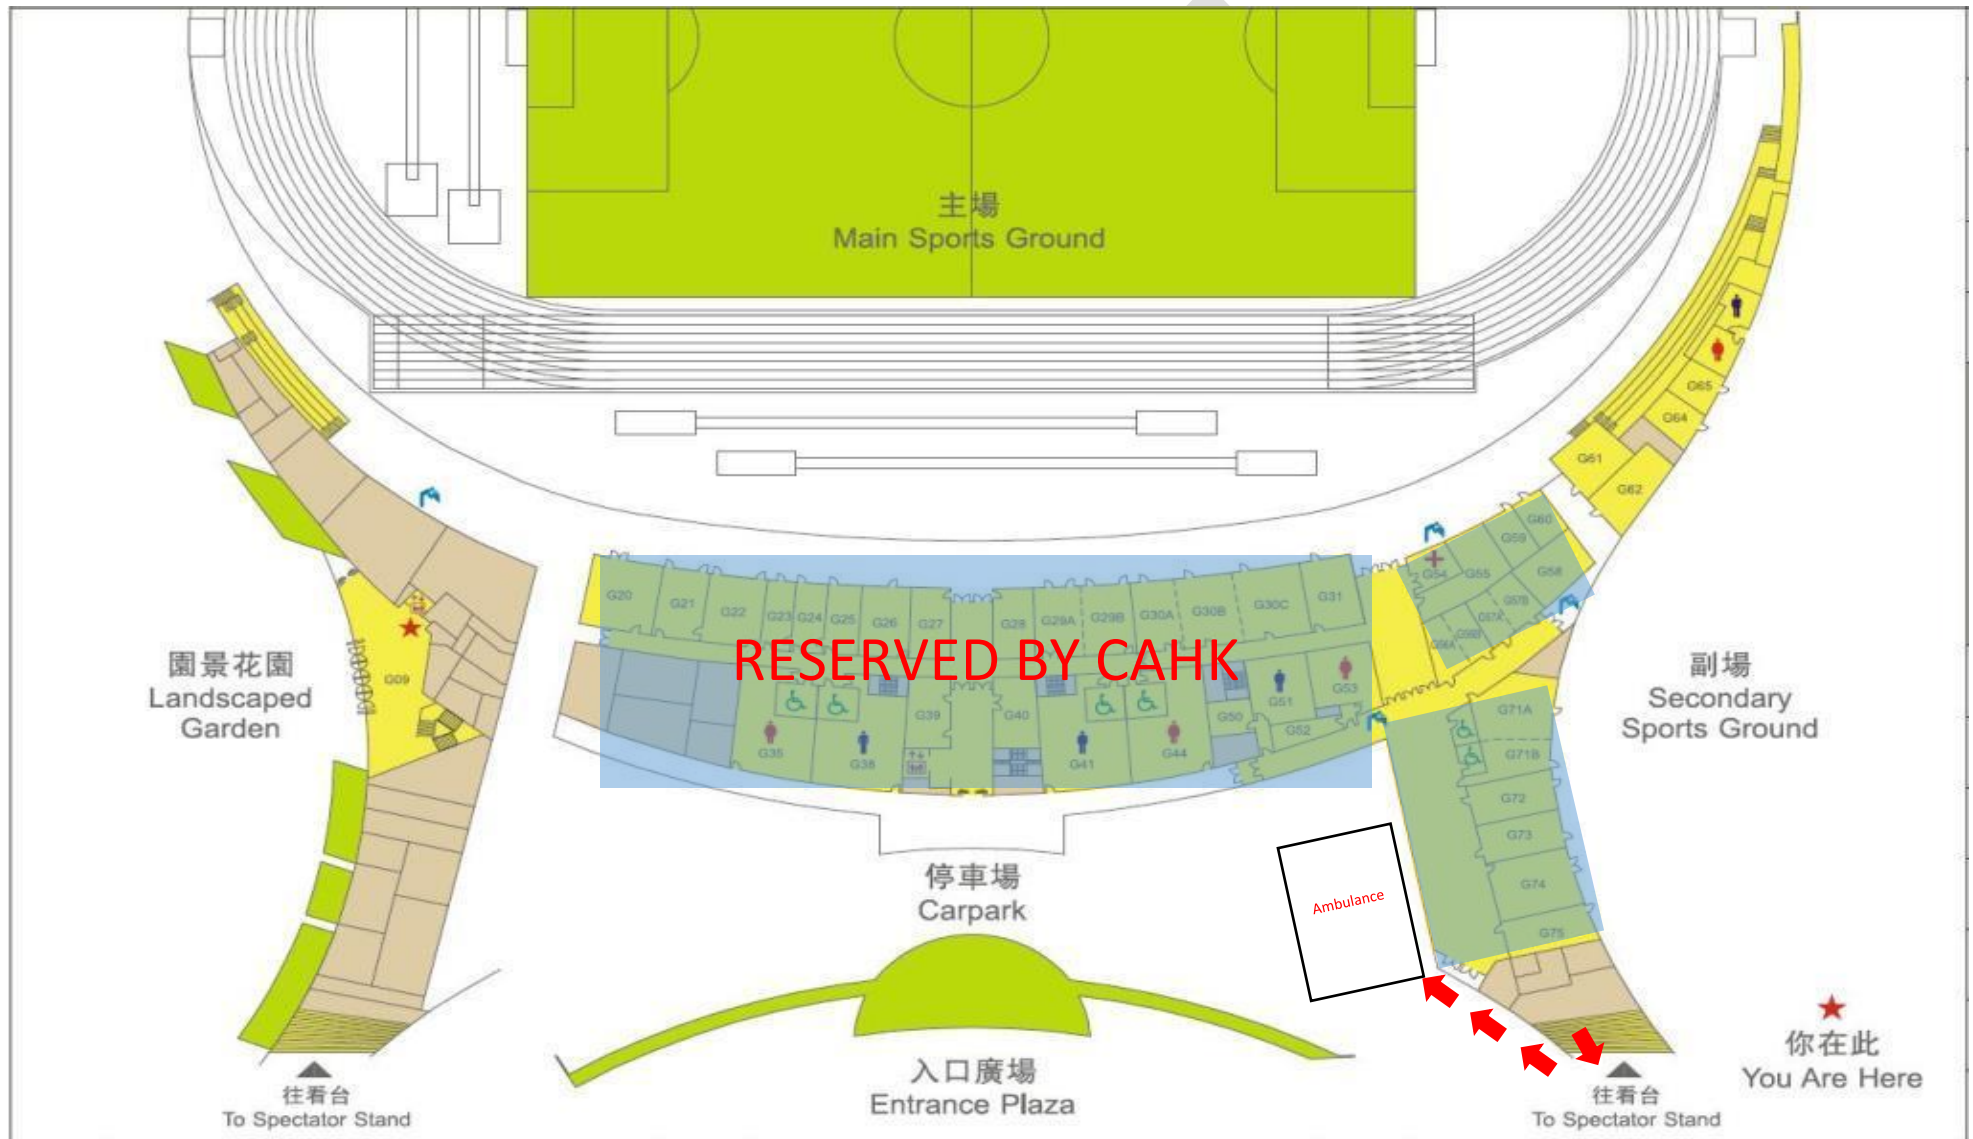 主場
Main Sports Ground
G65
G64
G61
G62
G60
G59
G54
G55
G58
G57B
G57A
G56B
G56A
G20
G21
G22
G23
G24
G25
G26
G27
G28
G29A
G29B
G30A
G30B
G30C
G31
RESERVED BY CAHK
G09
園景花園
Landscaped
Garden
副場
Secondary
Sports Ground
G35
G38
G39
G40
G41
G44
G50
G51
G52
G53
G71A
G71B
G72
G73
G74
G75
停車場
Carpark
Ambulance
入口廣場
Entrance Plaza
你在此
You Are Here
往看台
To Spectator Stand
往看台
To Spectator Stand